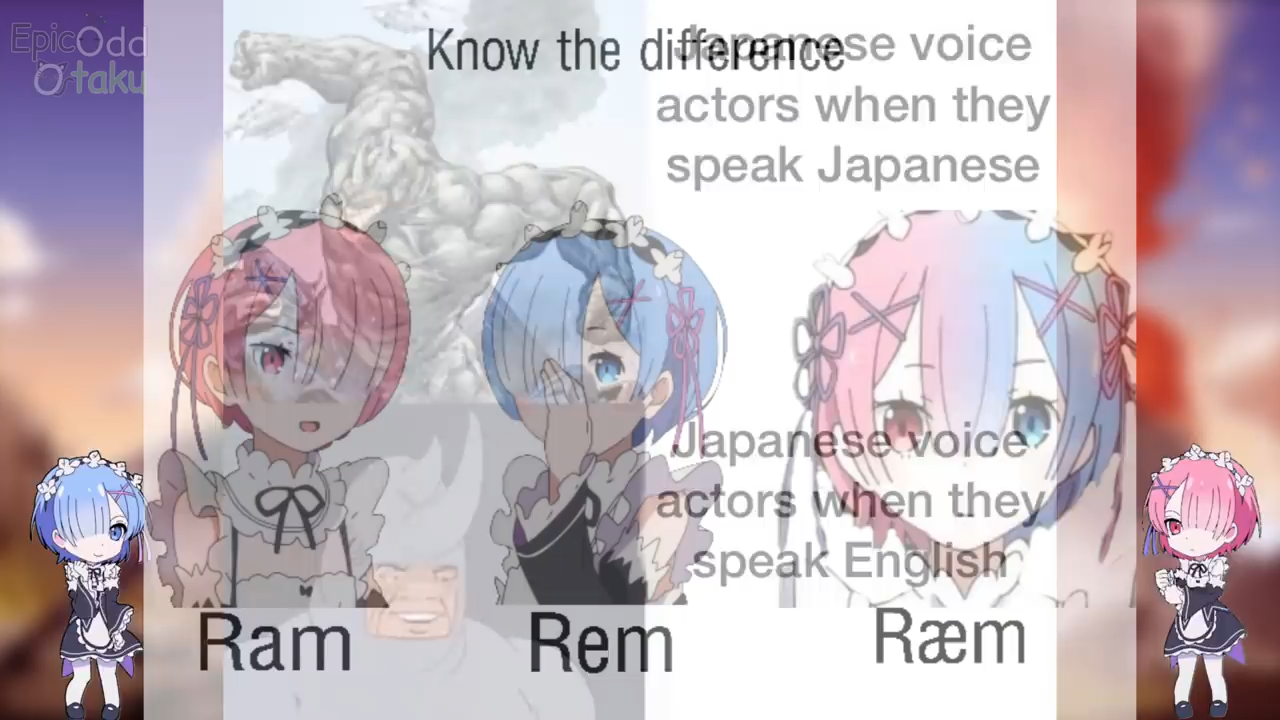 EpicOdd
Otaku
Know the difference
Japanese voice
actors when they
speak Japanese
Japanese voice
actors when they
speak English
Ram
Rem
Ræm